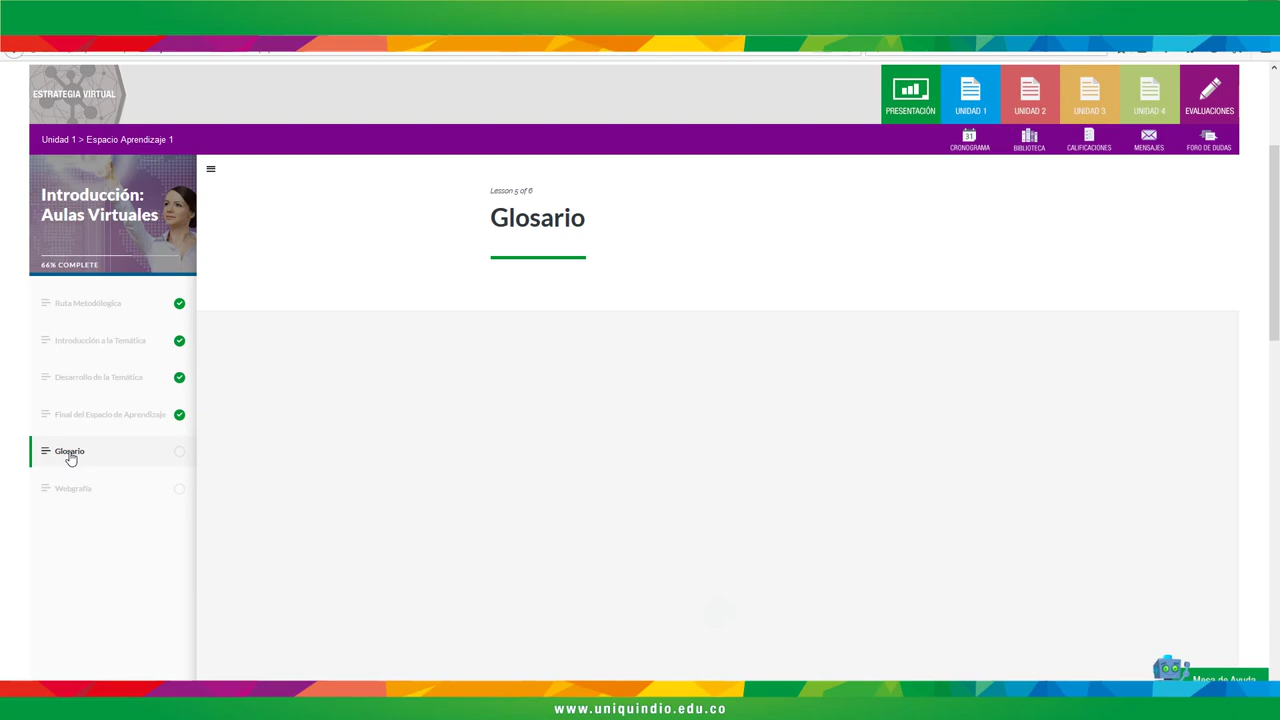 ESTRATEGIA VIRTUAL
PRESENTACIÓN
UNIDAD 1
UNIDAD 2
UNIDAD 3
UNIDAD 4
EVALUACIONES
Unidad 1 > Espacio Aprendizaje 1
31
CRONOGRAMA
BIBLIOTECA
CALIFICACIONES
MENSAJES
FORO DE DUDAS
Introducción:
Aulas Virtuales
66% COMPLETE
Lesson 5 of 6
Glosario
Ruta Metodólogica
Introducción a la Temática
Desarrollo de la Temática
Final del Espacio de Aprendizaje
Glosario
Webgrafía
Mesa de Ayuda
www.uniquindio.edu.co